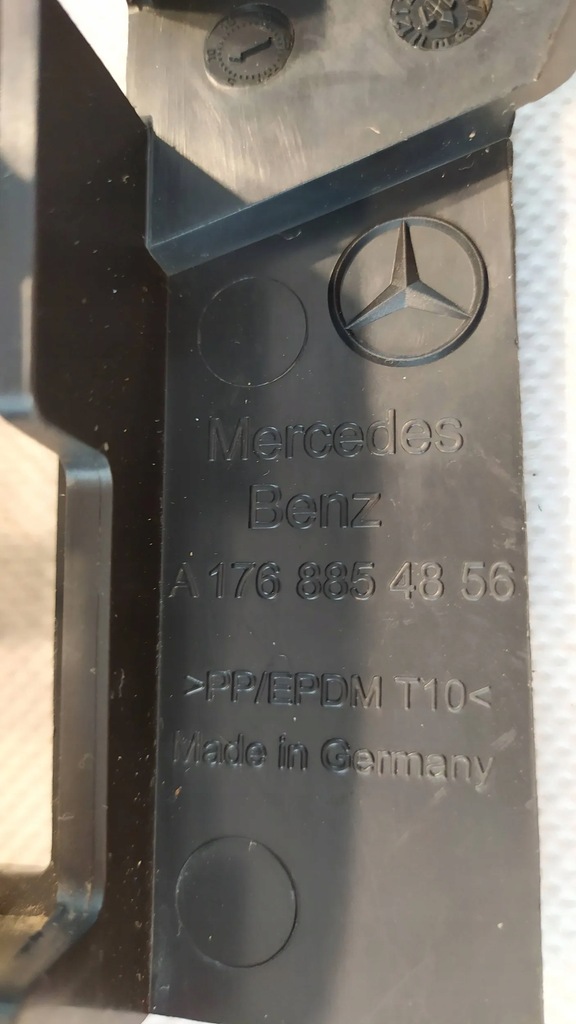 Mercedes
Benz
A 176 885 48 56
>PP/EPDM T10<
Made in Germany